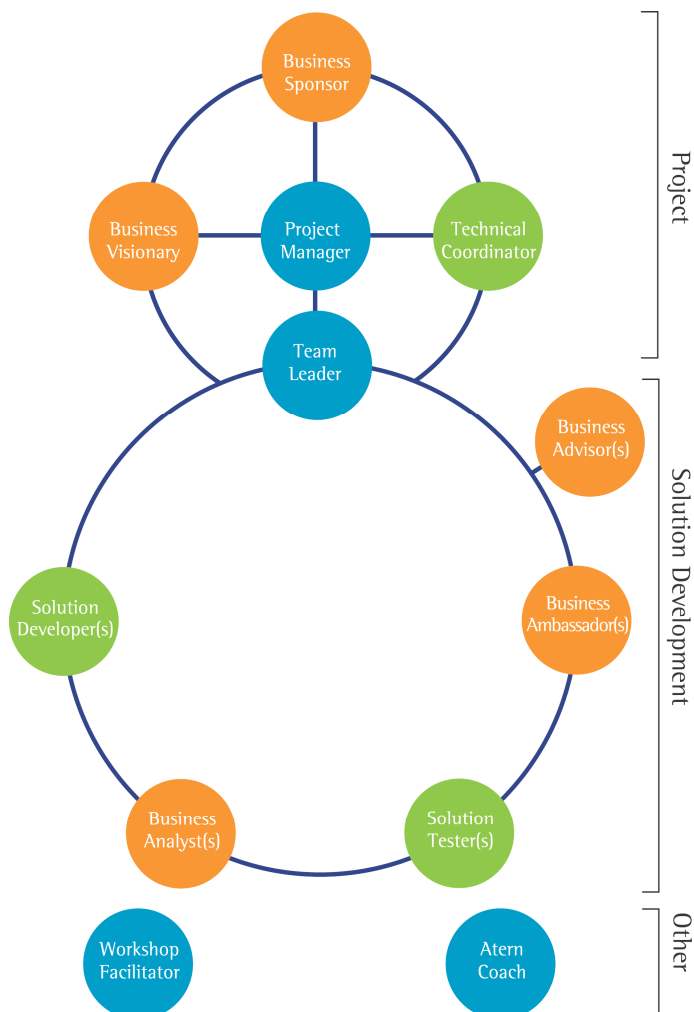 Business
Sponsor
Business
Visionary
Project
Manager
Technical
Coordinator
Project
Team
Leader
Business
Advisor(s)
Solution
Developer(s)
Business
Ambassador(s)
Solution Development
Business
Analyst(s)
Solution
Tester(s)
Workshop
Facilitator
Atern
Coach
Other